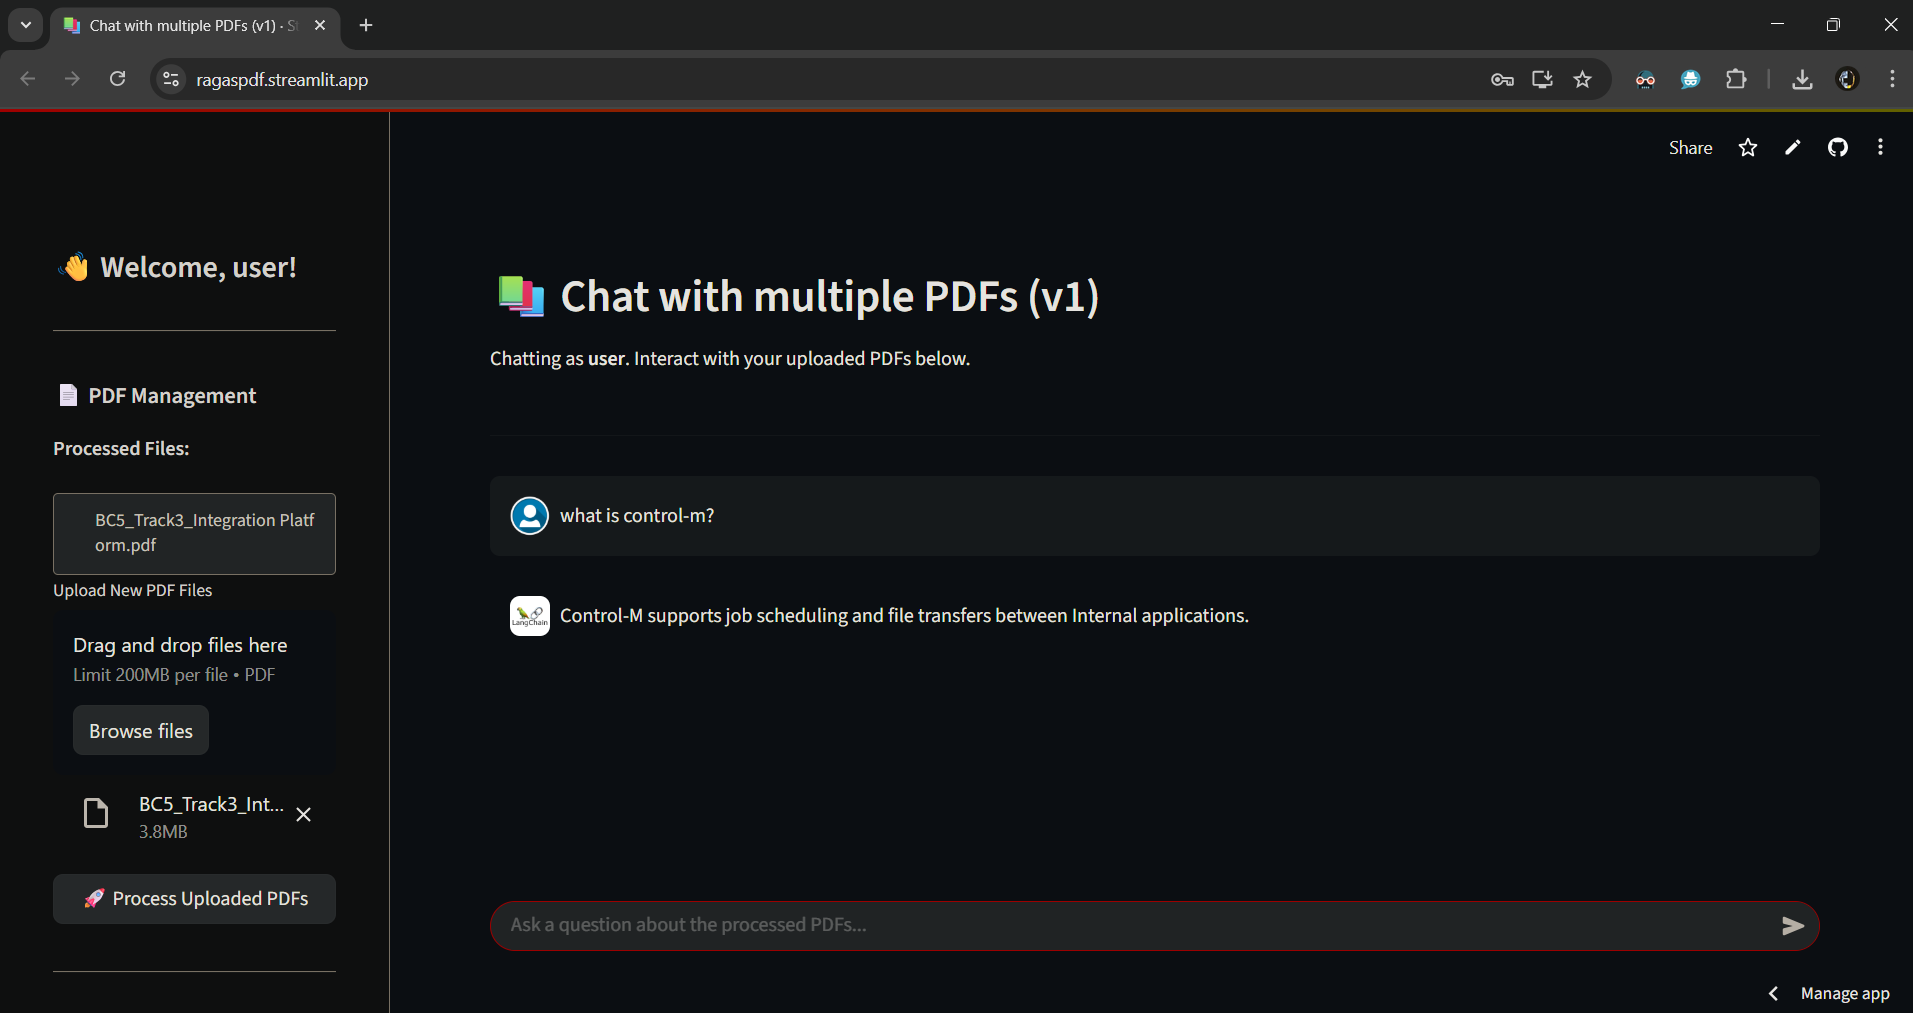 Chat with multiple PDFs (v1) · St
ragaspdf.streamlit.app
Share
👋 Welcome, user!
📄 PDF Management
Processed Files:
BC5_Track3_Integration Platf
orm.pdf
Upload New PDF Files
Drag and drop files here
Limit 200MB per file • PDF
Browse files
BC5_Track3_Int...
3.8MB
🚀 Process Uploaded PDFs
📚 Chat with multiple PDFs (v1)
Chatting as user. Interact with your uploaded PDFs below.
what is control-m?
LangChain
Control-M supports job scheduling and file transfers between Internal applications.
Ask a question about the processed PDFs...
Manage app